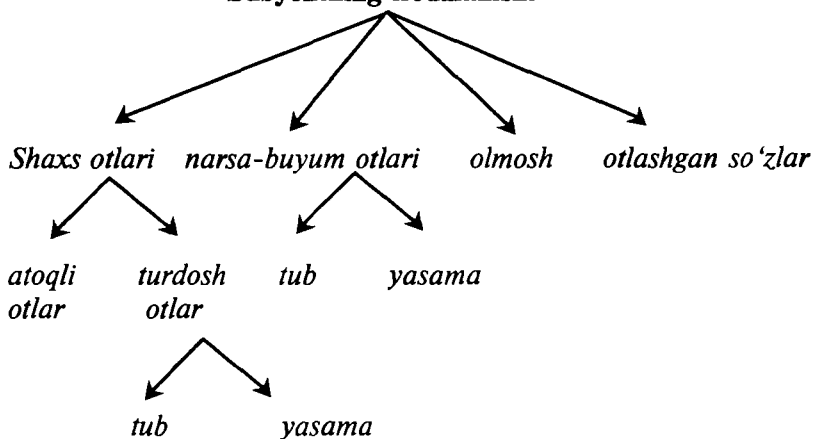 Shaxs otlari narsa-buyum otlari olmosh otlashgan so‘zlar
atoqli turdosh tub yasama
otlar otlar
tub yasama